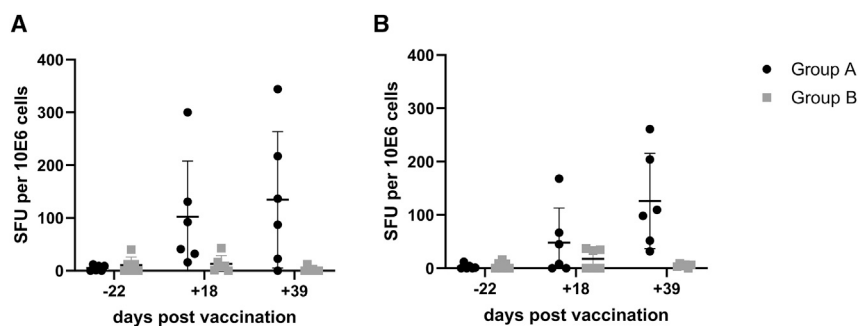 A
SFU per 10E6 cells
400
300
200
100
0
-22 +18 +39
days post vaccination
B
SFU per 10E6 cells
400
300
200
100
0
-22 +18 +39
days post vaccination
Group A
Group B